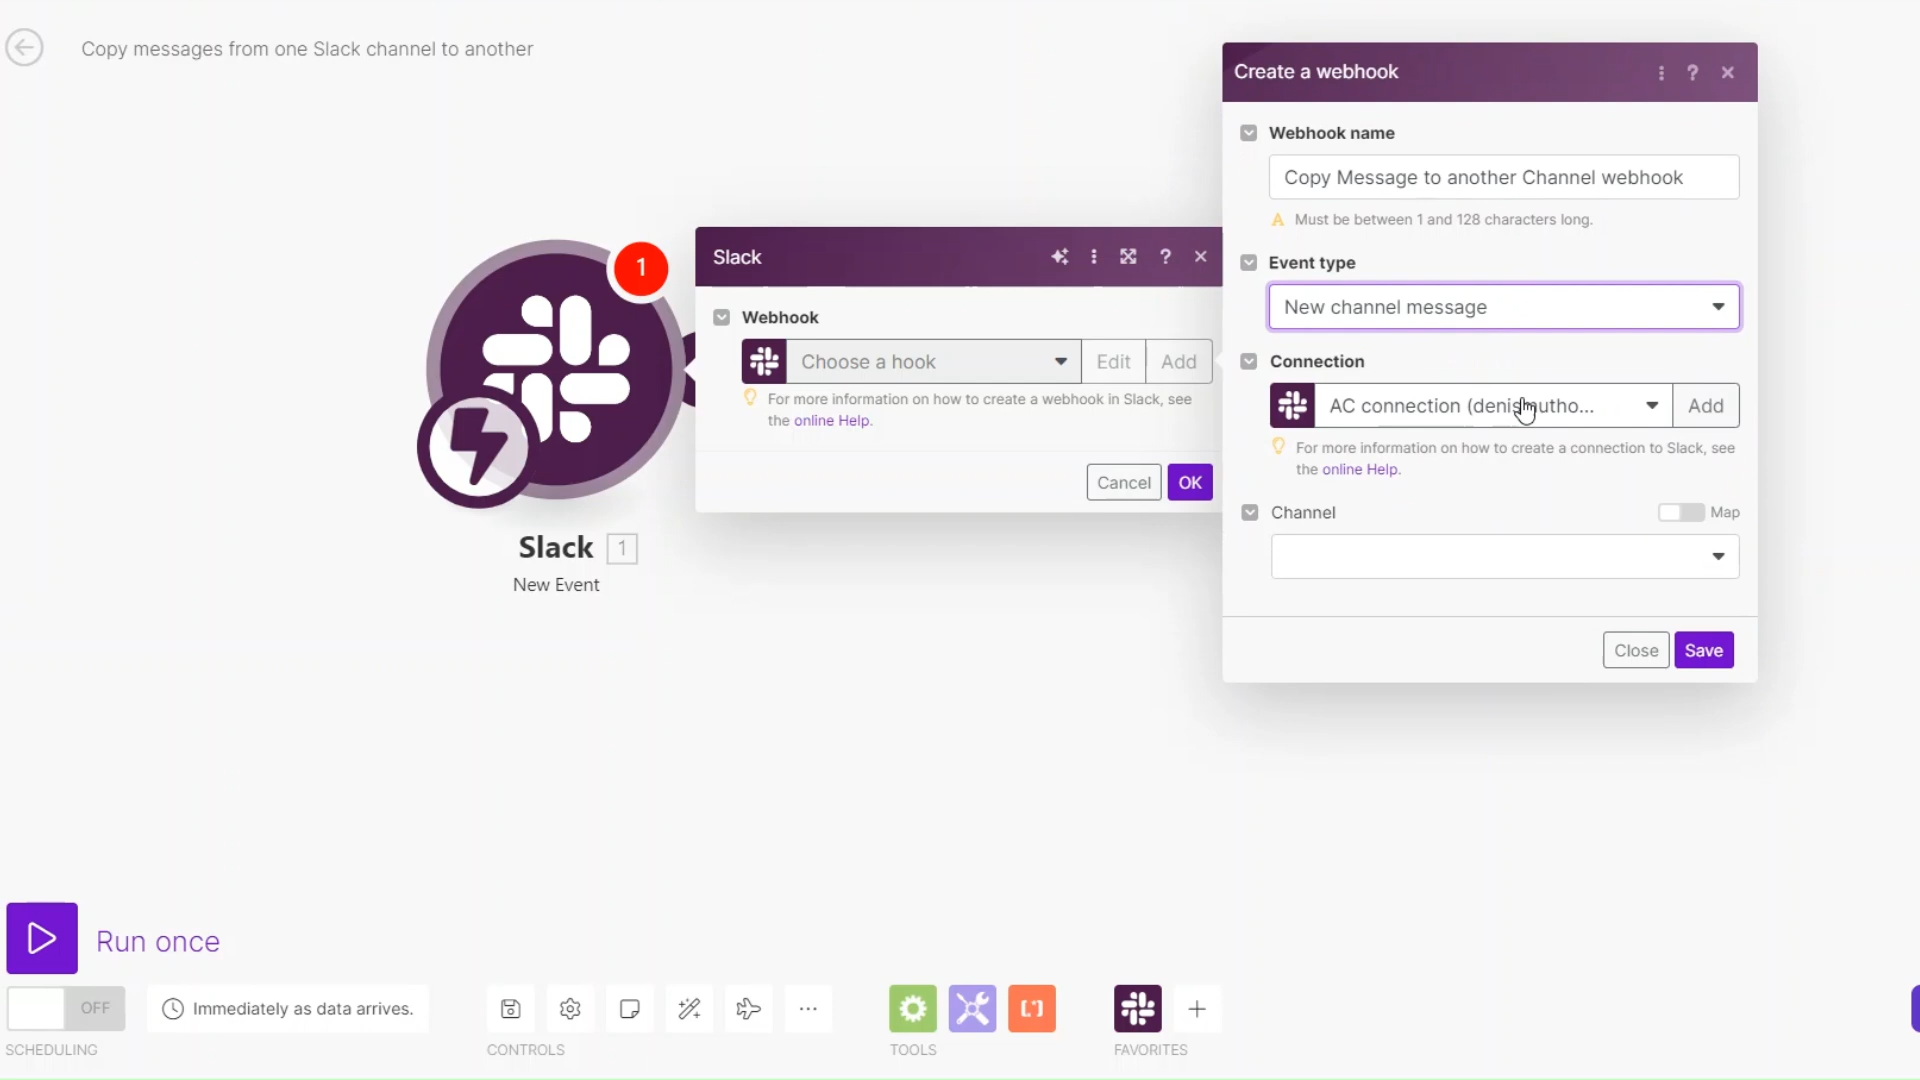 Copy messages from one Slack channel to another
Create a webhook
?
Webhook name
Copy Message to another Channel webhook
Must be between 1 and 128 characters long.
Event type
New channel message
Connection
AC connection (denismutho...
Add
For more information on how to create a connection to Slack, see
the online Help.
Channel
Map
Close
Save
Slack
?
Webhook
Choose a hook
Edit
Add
For more information on how to create a webhook in Slack, see
the online Help.
Cancel
OK
1
Slack 1
New Event
Run once
OFF
Immediately as data arrives.
SCHEDULING
CONTROLS
TOOLS
FAVORITES